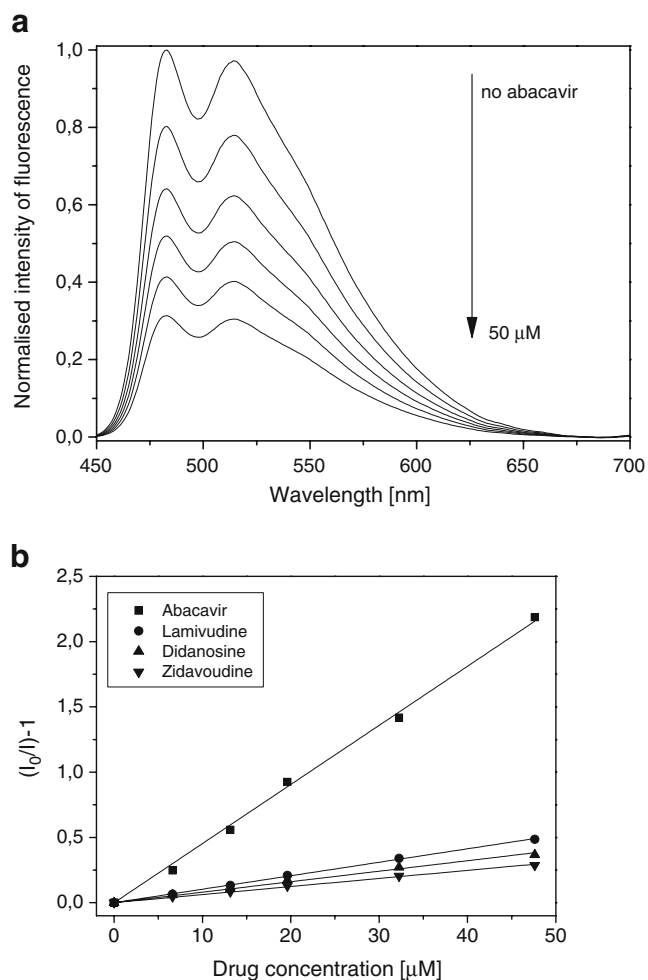 a
Normalised intensity of fluorescence
1,0
0,8
0,6
0,4
0,2
0,0
no abacavir
50 µM
450
500
550
600
650
700
Wavelength [nm]
b
(I0/I)-1
2,5
2,0
1,5
1,0
0,5
0,0
Abacavir
Lamivudine
Didanosine
Zidavoudine
0
10
20
30
40
50
Drug concentration [µM]